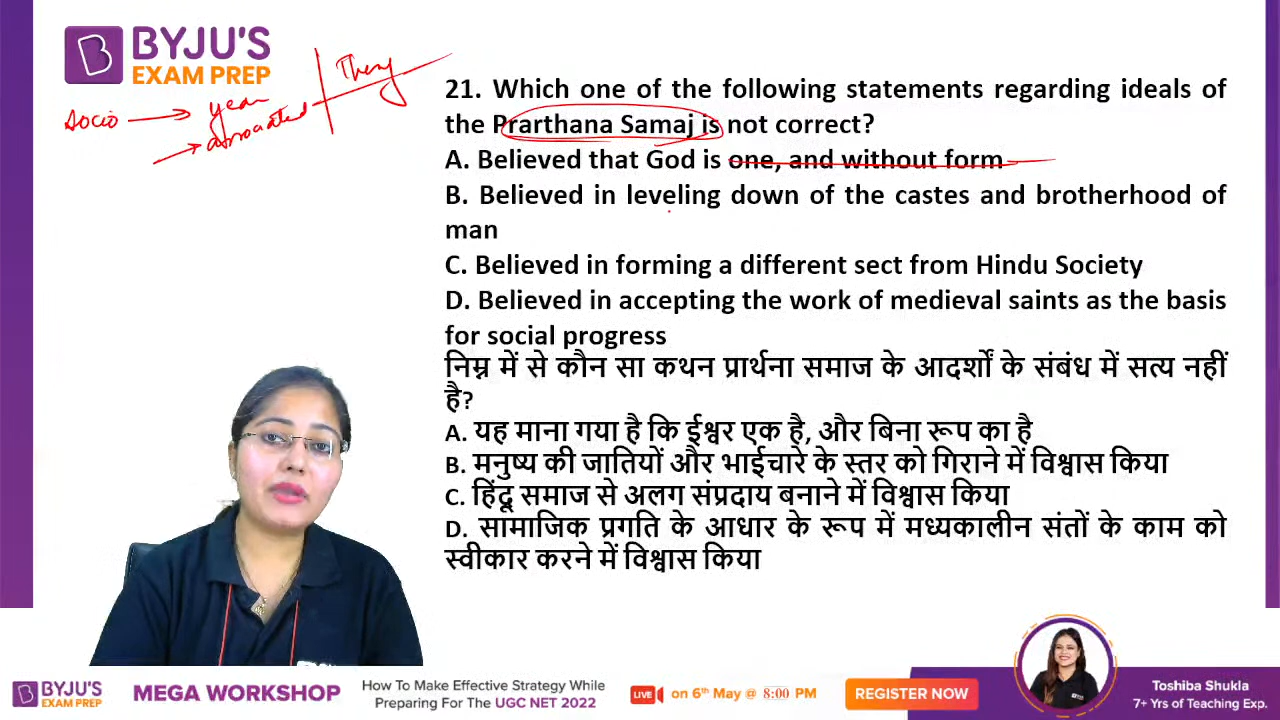 BYJU'S
EXAM PREP
Socio → year
→ associated
Theory
21. Which one of the following statements regarding ideals of
the Prarthana Samaj is not correct?
A. Believed that God is one, and without form
B. Believed in leveling down of the castes and brotherhood of
man
C. Believed in forming a different sect from Hindu Society
D. Believed in accepting the work of medieval saints as the basis
for social progress
निम्न में से कौन सा कथन प्रार्थना समाज के आदर्शों के संबंध में सत्य नहीं
है?
A. यह माना गया है कि ईश्वर एक है, और बिना रूप का है
B. मनुष्य की जातियों और भाईचारे के स्तर को गिराने में विश्वास किया
C. हिंदू समाज से अलग संप्रदाय बनाने में विश्वास किया
D. सामाजिक प्रगति के आधार के रूप में मध्यकालीन संतों के काम को
स्वीकार करने में विश्वास किया
BYJU'S
EXAM PREP
MEGA WORKSHOP
How To Make Effective Strategy While
Preparing For The UGC NET 2022
LIVE on 6th May @ 8:00 PM
REGISTER NOW
Toshiba Shukla
7+ Yrs of Teaching Exp.